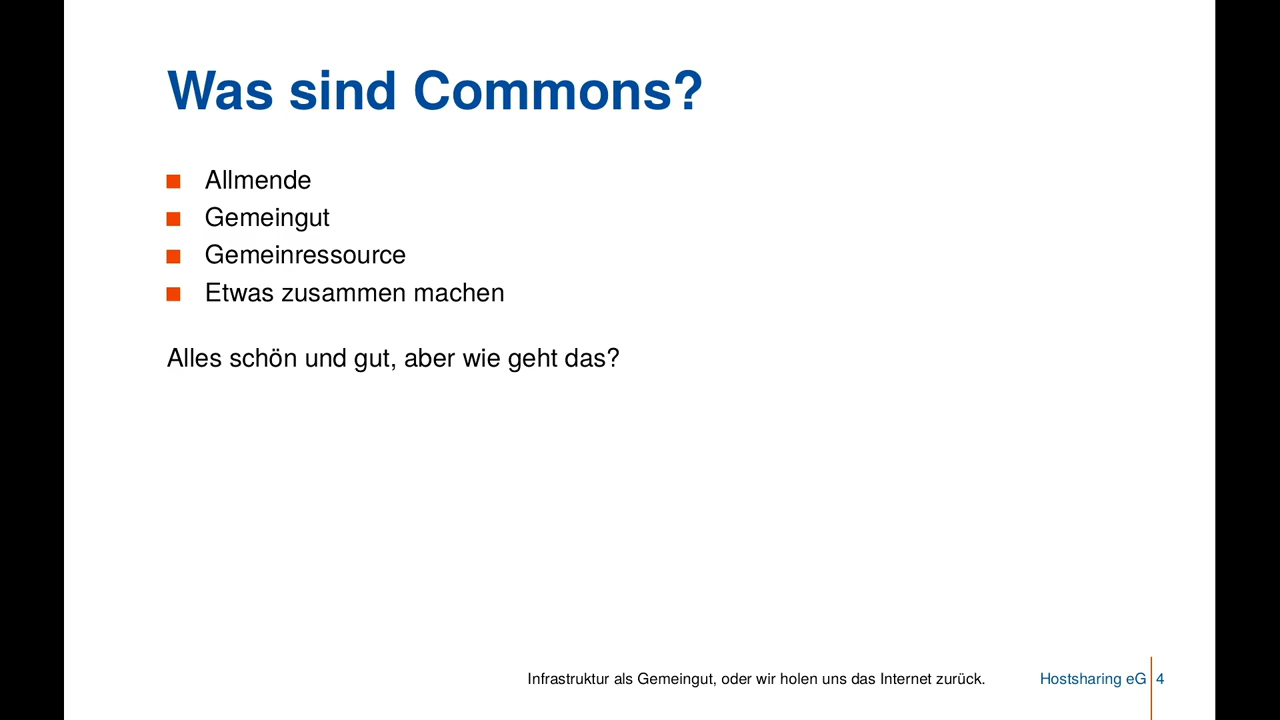 Was sind Commons?
Allmende
Gemeingut
Gemeinressource
Etwas zusammen machen
Alles schön und gut, aber wie geht das?
Infrastruktur als Gemeingut, oder wir holen uns das Internet zurück. Hostsharing eG 4